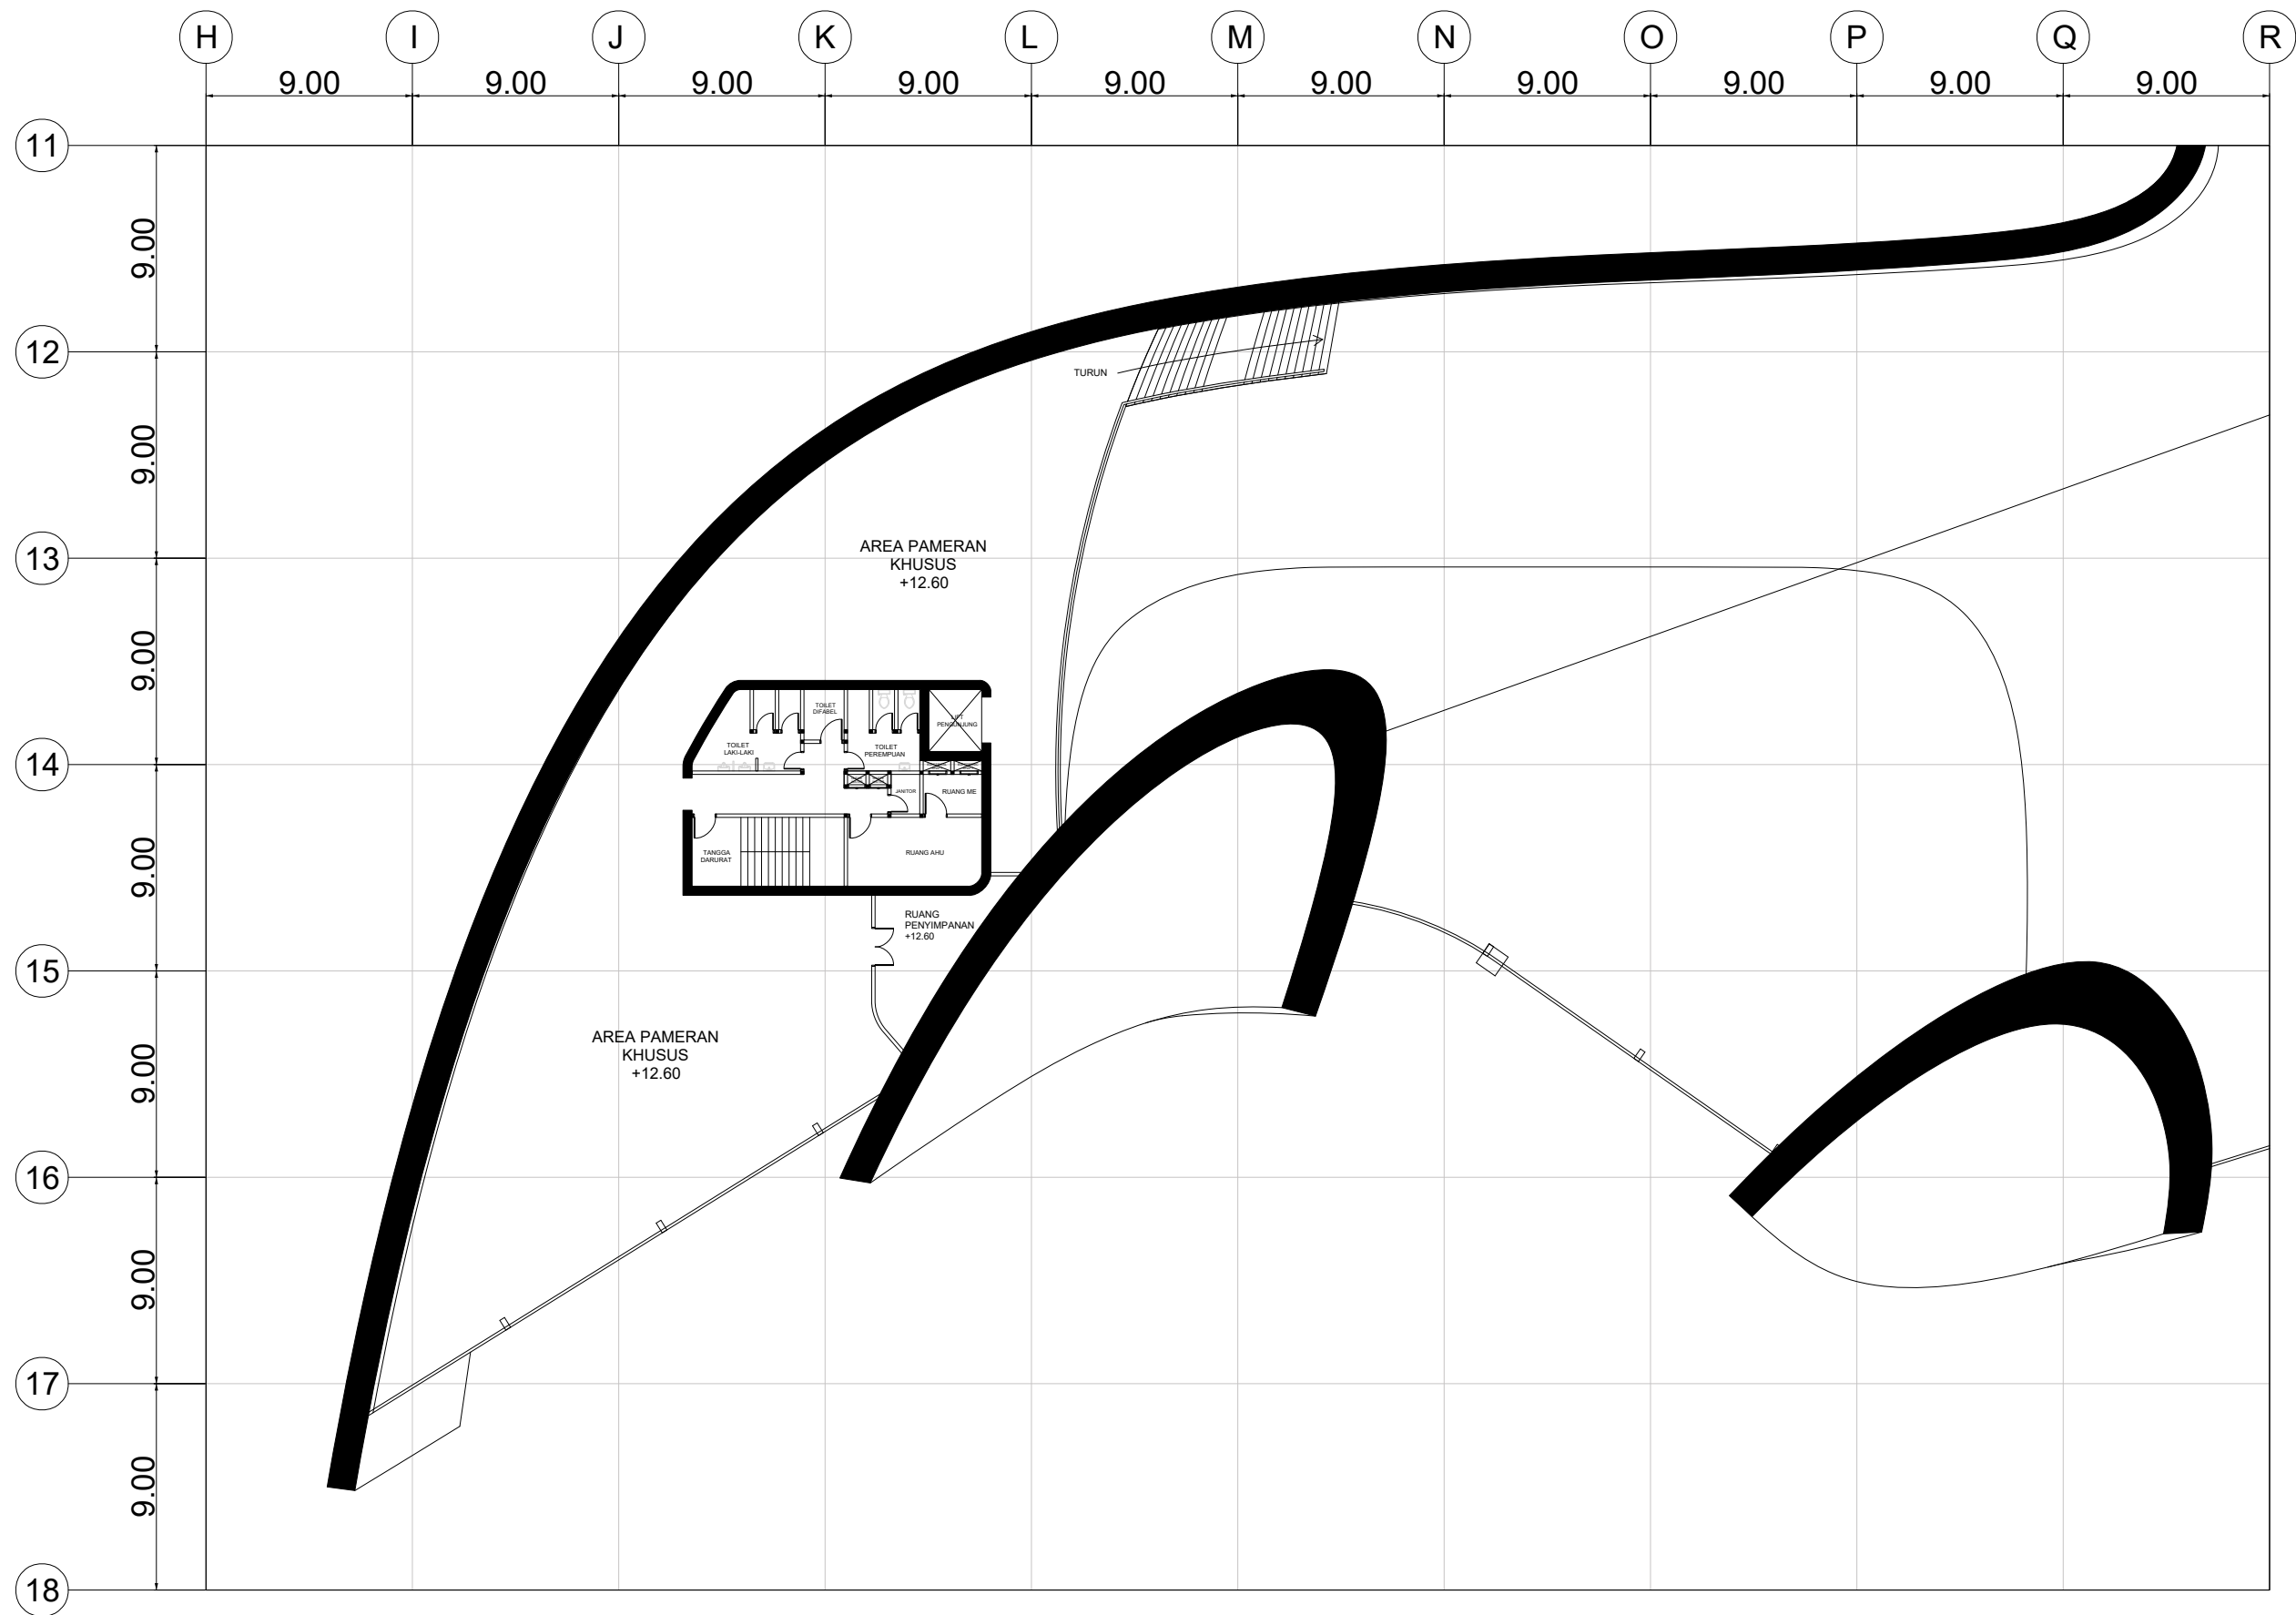 H I J K L M N O P Q R
9.00 9.00 9.00 9.00 9.00 9.00 9.00 9.00 9.00 9.00
11
9.00
12
TURUN
9.00
13
AREA PAMERAN
KHUSUS
+12.60
9.00
TOILET
DIFABEL
LIFT
PENGUNJUNG
TOILET
LAKI-LAKI
TOILET
PEREMPUAN
14
JANITOR
RUANG ME
9.00
TANGGA
DARURAT
RUANG AHU
RUANG
PENYIMPANAN
+12.60
15
AREA PAMERAN
KHUSUS
+12.60
9.00
16
9.00
17
9.00
18